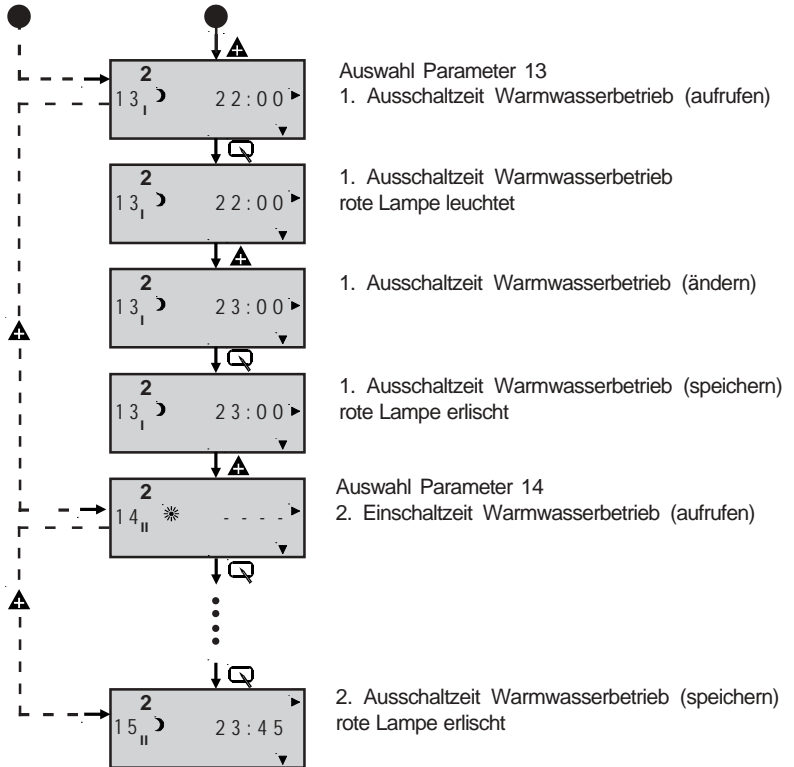 2
13 I 22:00
Auswahl Parameter 13
1. Ausschaltzeit Warmwasserbetrieb (aufrufen)
2
13 I 22:00
1. Ausschaltzeit Warmwasserbetrieb
rote Lampe leuchtet
2
13 I 23:00
1. Ausschaltzeit Warmwasserbetrieb (ändern)
2
13 I 23:00
1. Ausschaltzeit Warmwasserbetrieb (speichern)
rote Lampe erlischt
2
14 II - - - -
Auswahl Parameter 14
2. Einschaltzeit Warmwasserbetrieb (aufrufen)
2
15 II 23:45
2. Ausschaltzeit Warmwasserbetrieb (speichern)
rote Lampe erlischt